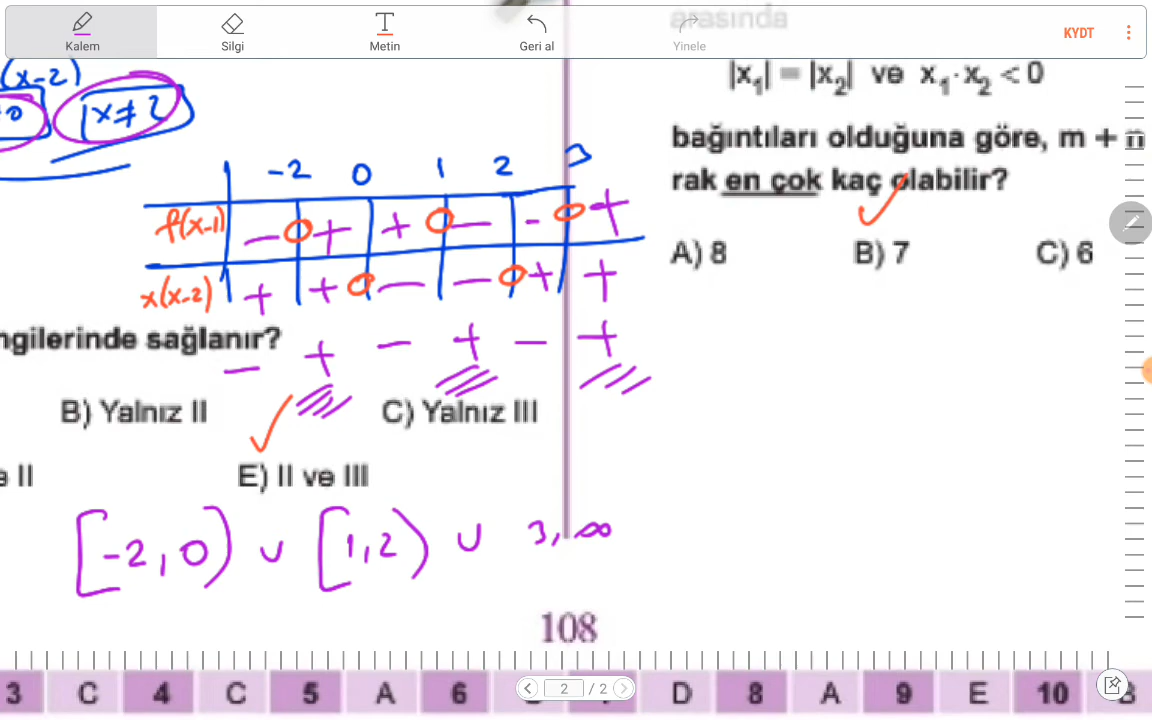 Kalem
Silgi
Metin
Geri al
Yinele
KYDT
arasında
|x₁| = |x₂| ve x₁·x₂ < 0
bağıntıları olduğuna göre, m + n
rak en çok kaç olabilir?
A) 8 B) 7 C) 6
(x-2)
x≠2
-2 0 1 2 3
f(x-1) - 0 + + 0 - - 0 +
x(x-2) + + 0 - - 0 + +
ngilerinde sağlanır?
- + - + - +
B) Yalnız II C) Yalnız III
e II E) II ve III
[-2, 0) ∪ [1, 2) ∪ 3, ∞
108
3 C 4 C 5 A 6 D 8 A 9 E 10 B
2 / 2